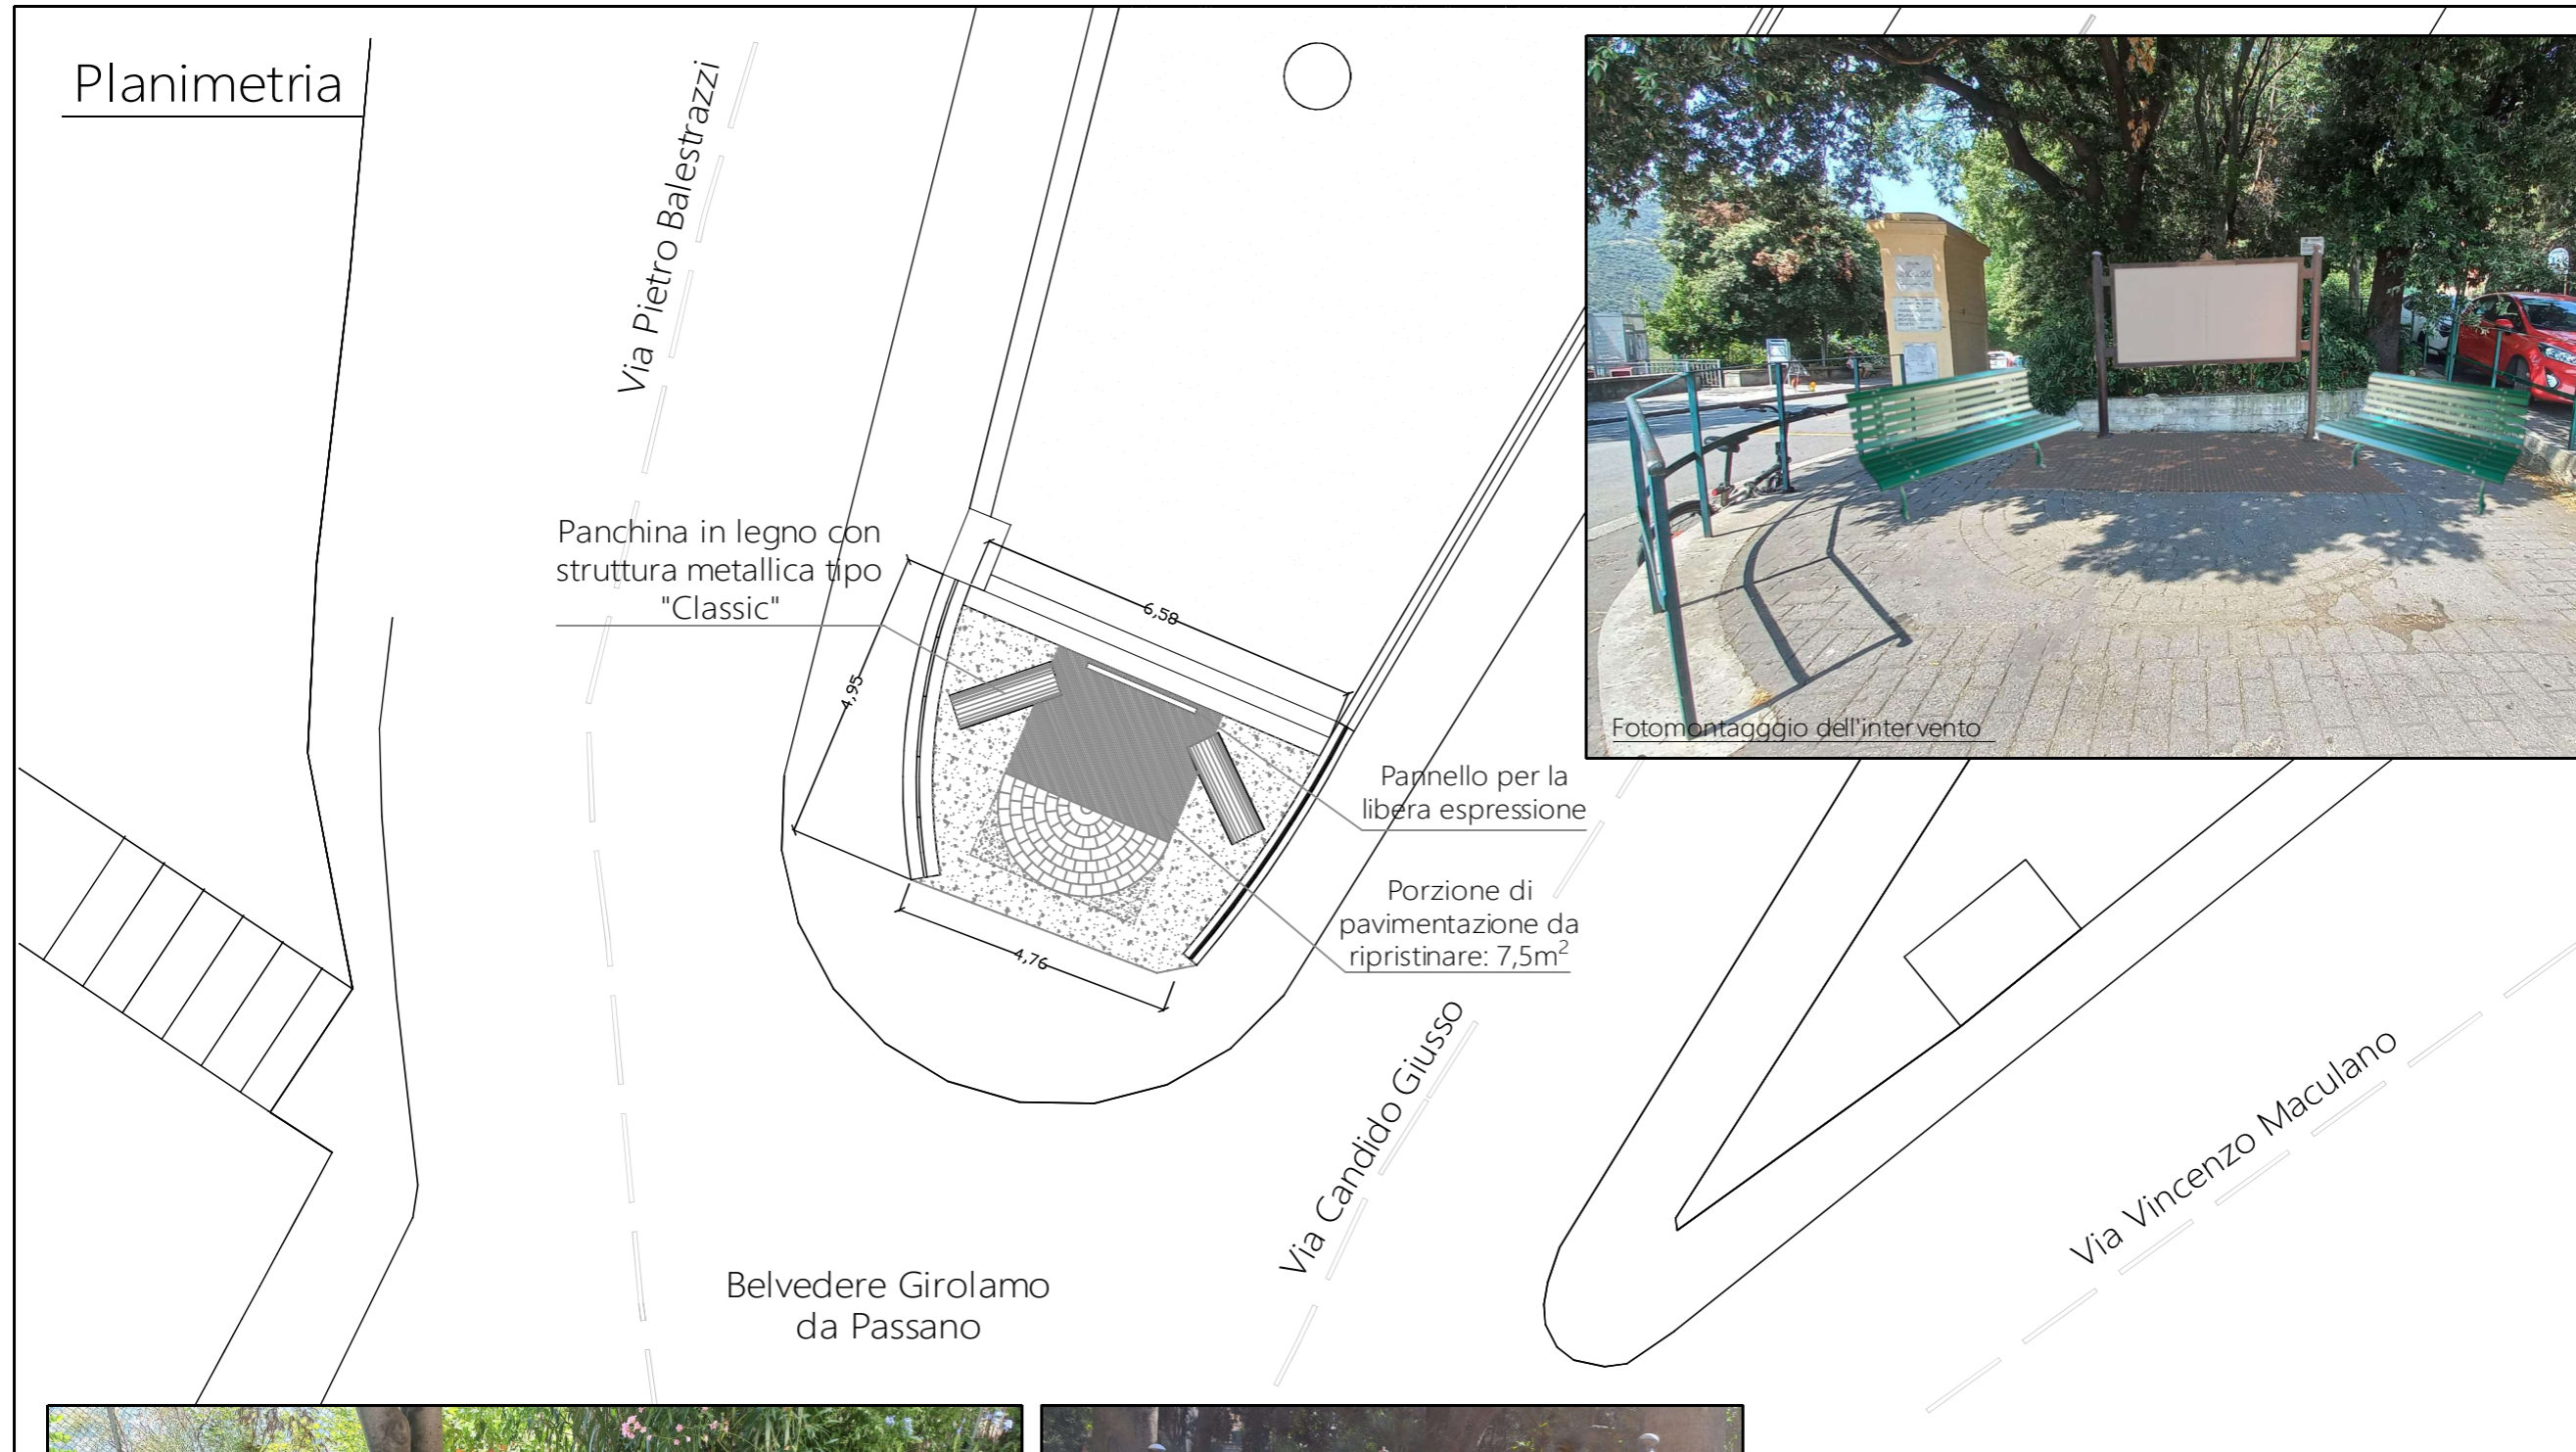 Planimetria
Via Pietro Balestrazzi
Panchina in legno con
struttura metallica tipo
"Classic"
6,58
4,95
4,76
Pannello per la
libera espressione
Porzione di
pavimentazione da
ripristinare: 7,5m²
Fotomontagggio dell'intervento
Via Candido Giusso
Via Vincenzo Maculano
Belvedere Girolamo
da Passano